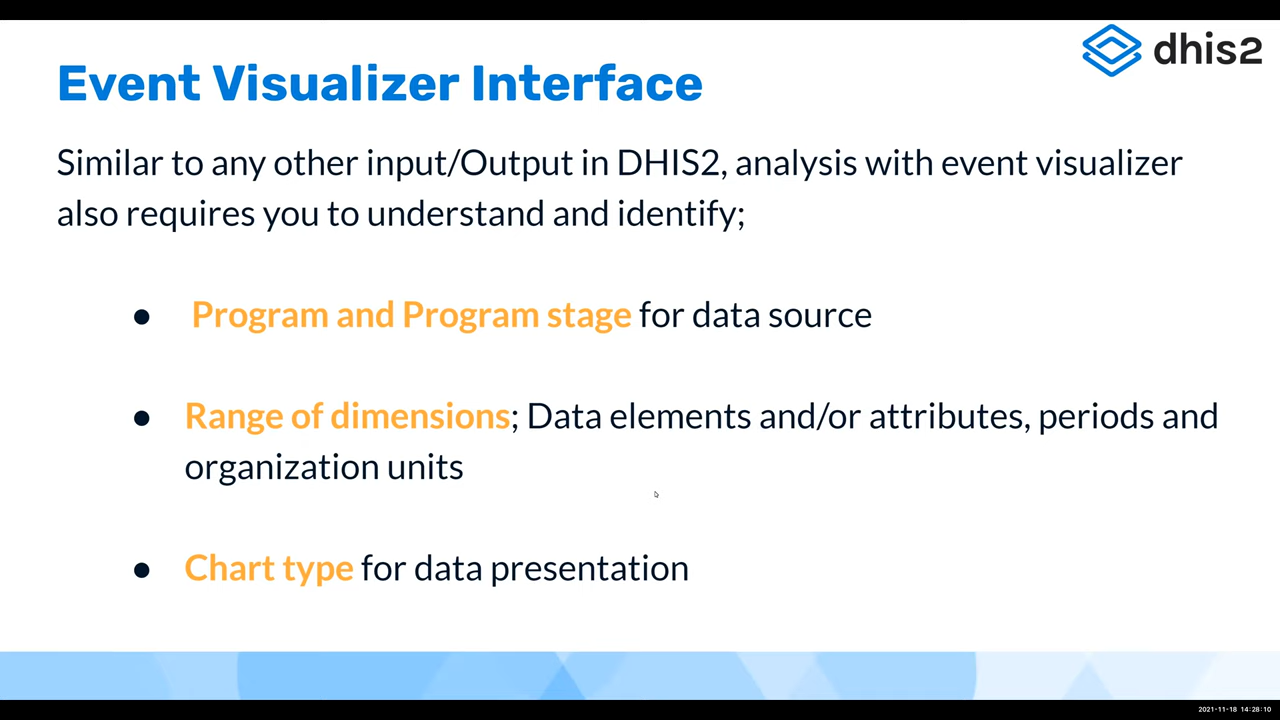 dhis2
Event Visualizer Interface
Similar to any other input/Output in DHIS2, analysis with event visualizer
also requires you to understand and identify;
● Program and Program stage for data source
● Range of dimensions; Data elements and/or attributes, periods and
organization units
● Chart type for data presentation
2021-11-18 14:28:10